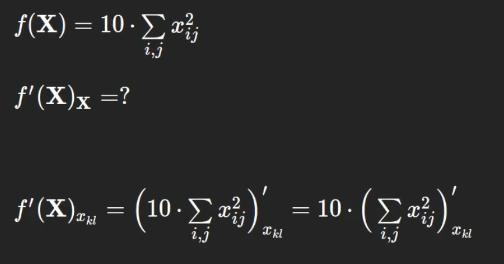 f(X) = 10 · ∑_{i,j} x_{ij}^2
f′(X)_X =?
f′(X)_{x_{kl}} = (10 · ∑_{i,j} x_{ij}^2)′_{x_{kl}} = 10 · (∑_{i,j} x_{ij}^2)′_{x_{kl}}